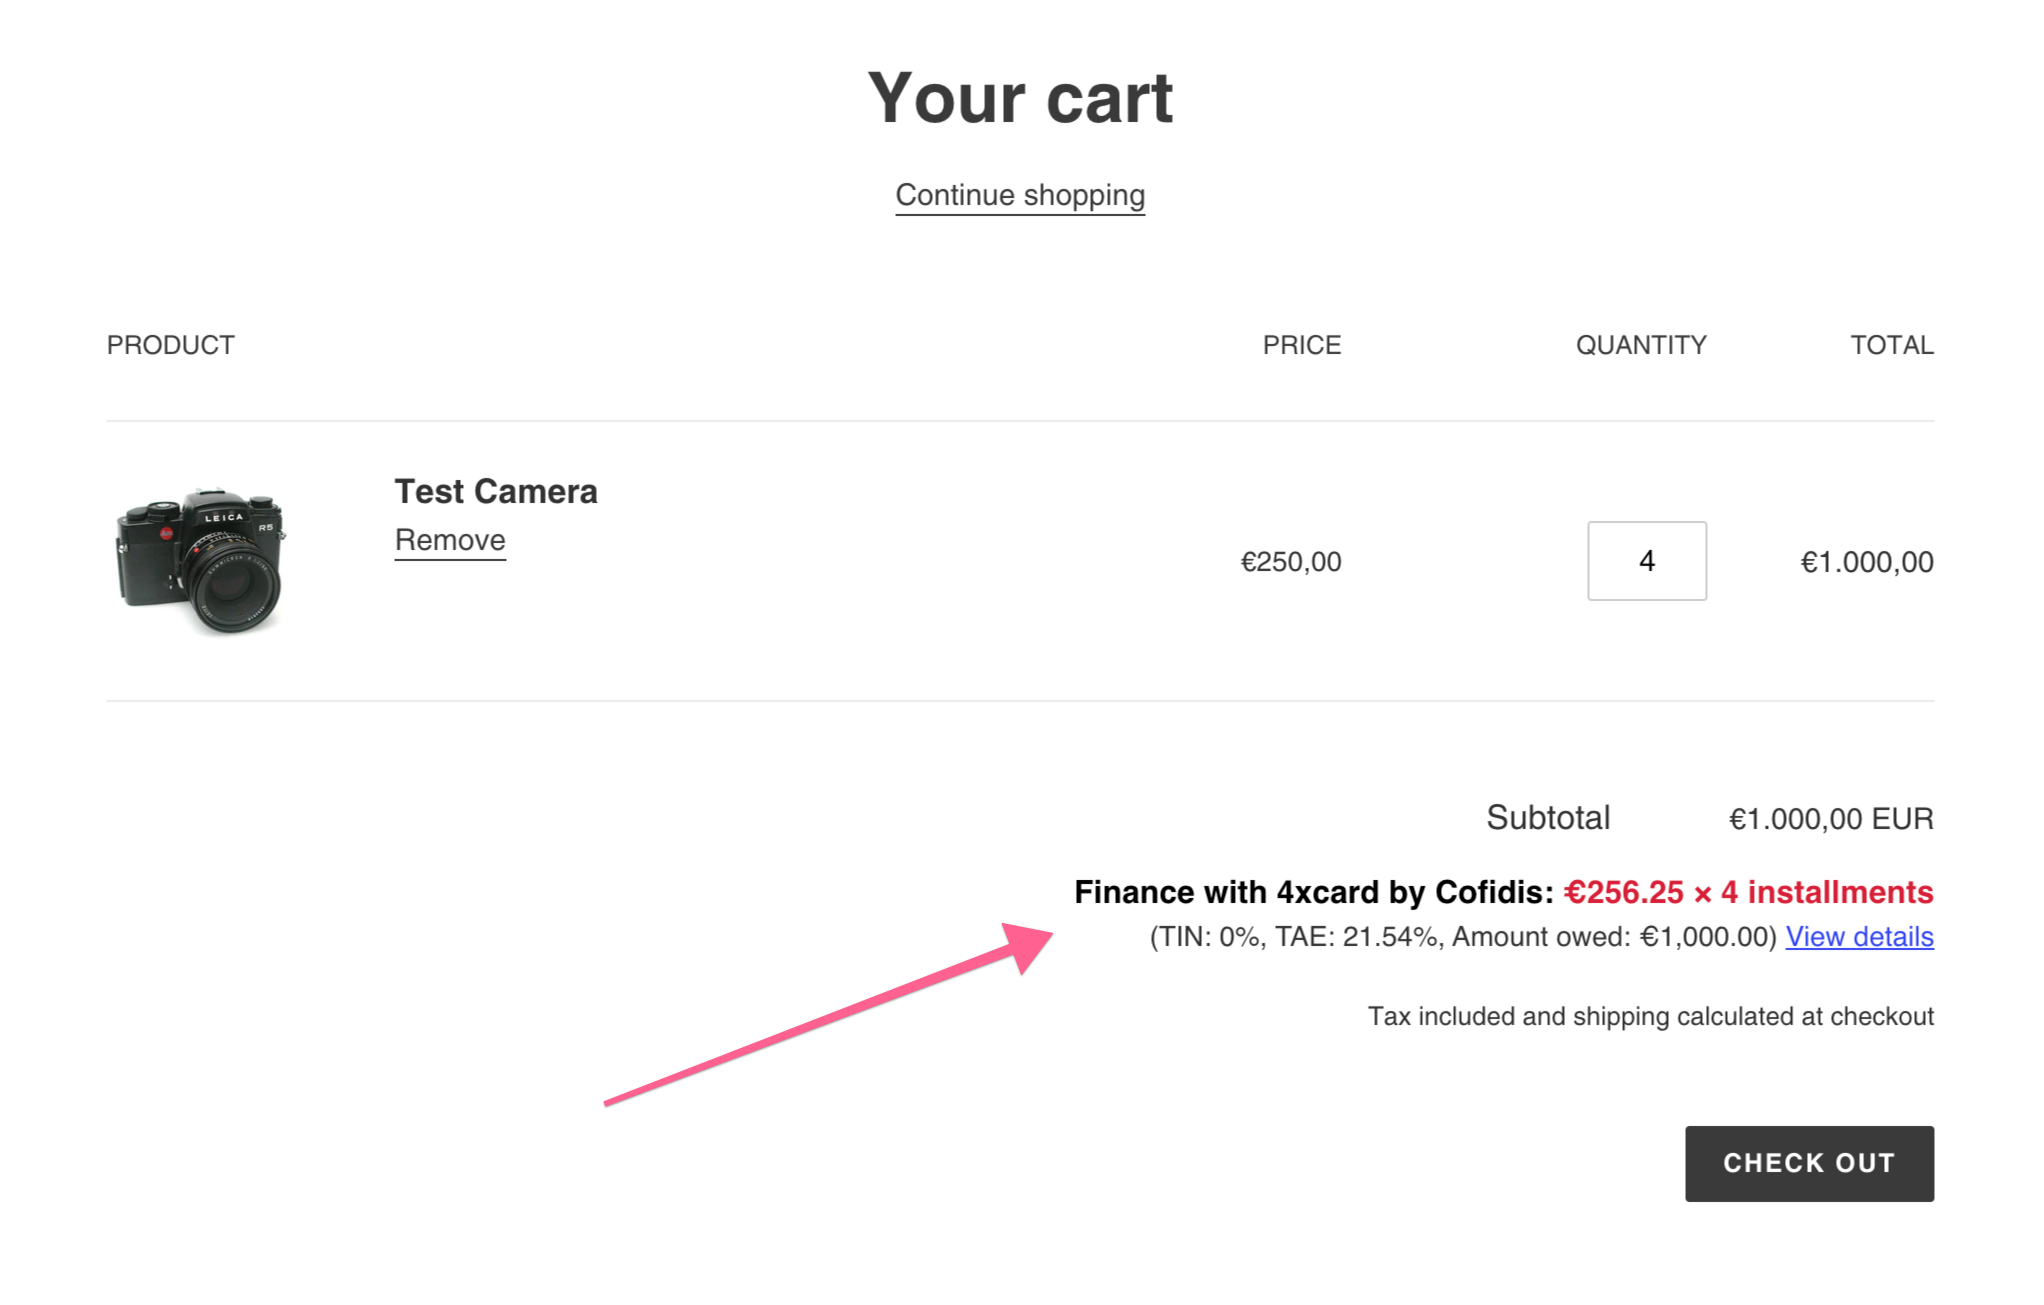 Your cart
Continue shopping
PRODUCT PRICE QUANTITY TOTAL
LEICA
R5
Test Camera
Remove
€250,00 4 €1.000,00
Subtotal €1.000,00 EUR
Finance with 4xcard by Cofidis: €256.25 × 4 installments
(TIN: 0%, TAE: 21.54%, Amount owed: €1,000.00) View details
Tax included and shipping calculated at checkout
CHECK OUT